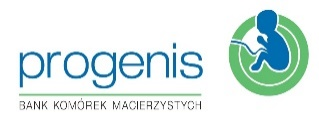 progenis
BANK KOMÓREK MACIERZYSTYCH